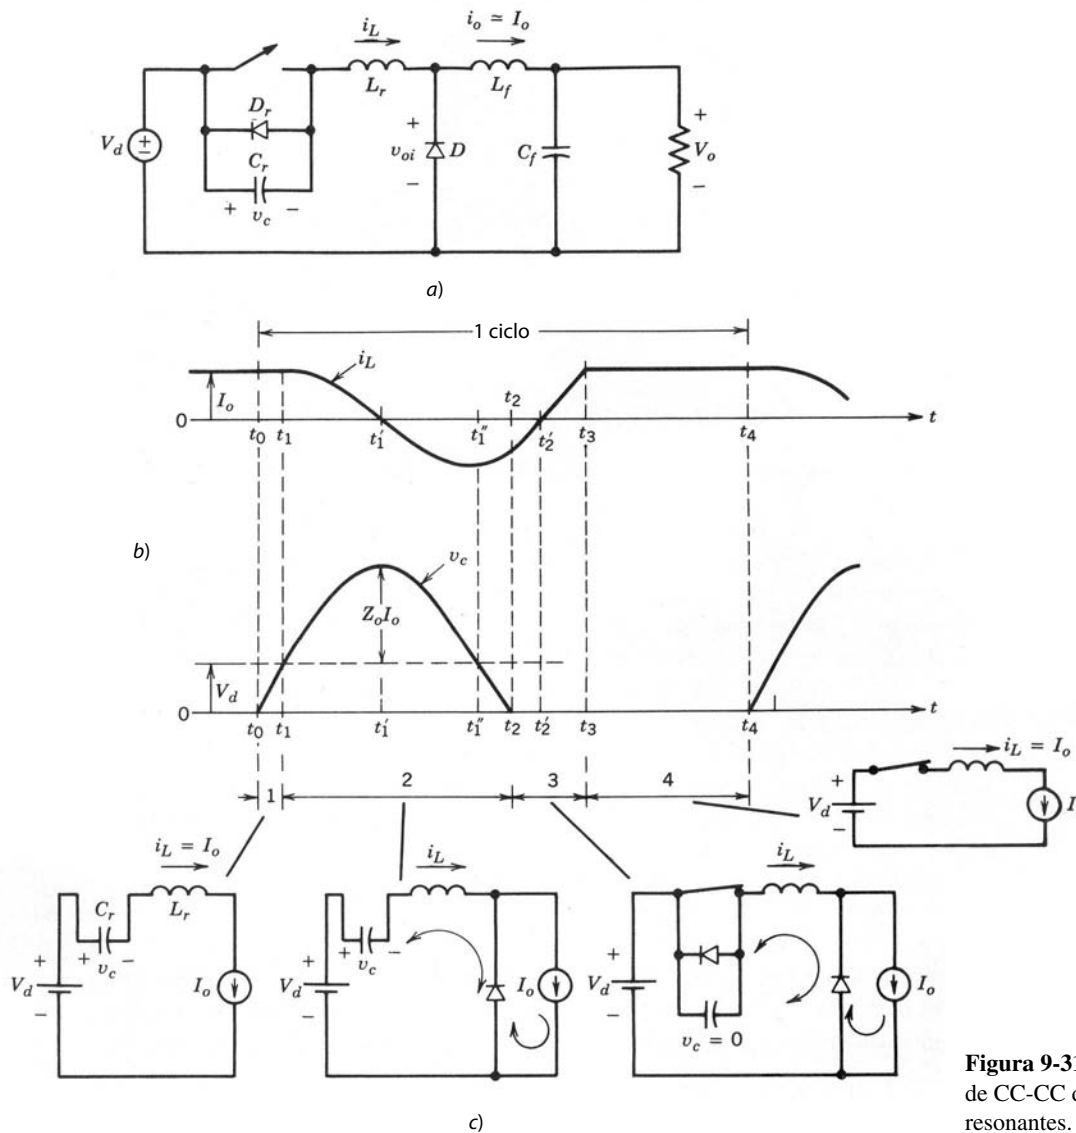 a)
i_L
i_o ≃ I_o
L_r
L_f
D_r
V_d
+
−
C_r
+ v_c −
+
v_oi
−
D
C_f
+
V_o
−
b)
1 ciclo
i_L
I_o
0
t_0 t_1 t_1′ t_1″ t_2 t_2′ t_3 t_4
t
v_c
Z_oI_o
V_d
0
t_0 t_1 t_1′ t_1″ t_2 t_2′ t_3 t_4
t
1 2 3 4
i_L = I_o
+
V_d
−
I
c)
i_L = I_o
C_r
L_r
+ v_c −
+
V_d
−
I_o
i_L
+ v_c −
+
V_d
−
I_o
i_L
+
V_d
−
v_c = 0
I_o
Figura 9-31
de CC-CC
resonantes.